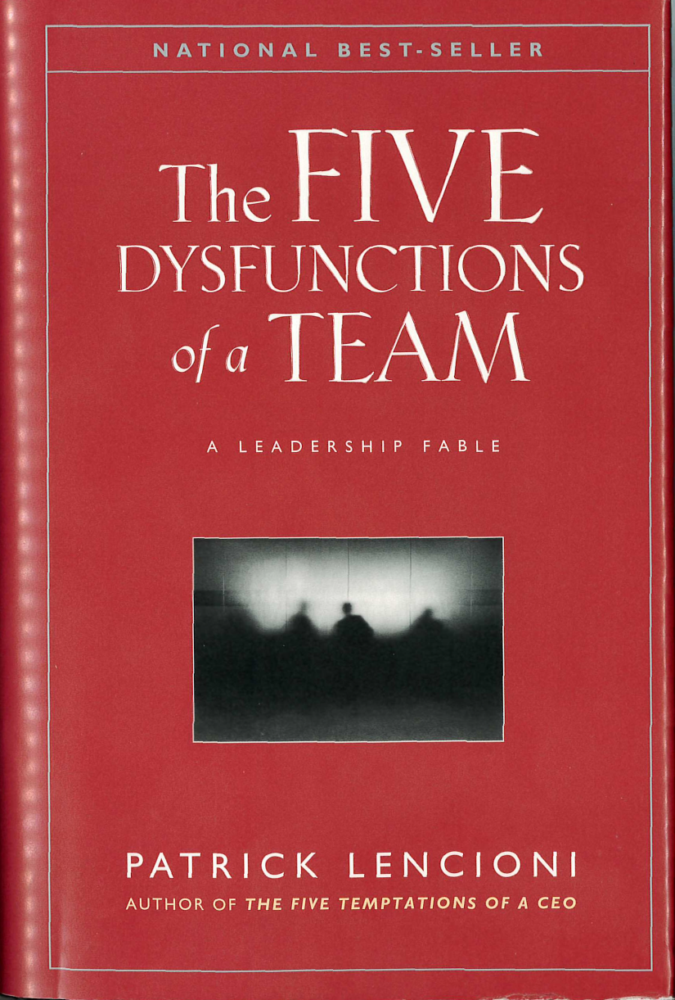 NATIONAL BEST-SELLER
The FIVE
DYSFUNCTIONS
of a TEAM
A LEADERSHIP FABLE
PATRICK LENCIONI
AUTHOR OF THE FIVE TEMPTATIONS OF A CEO